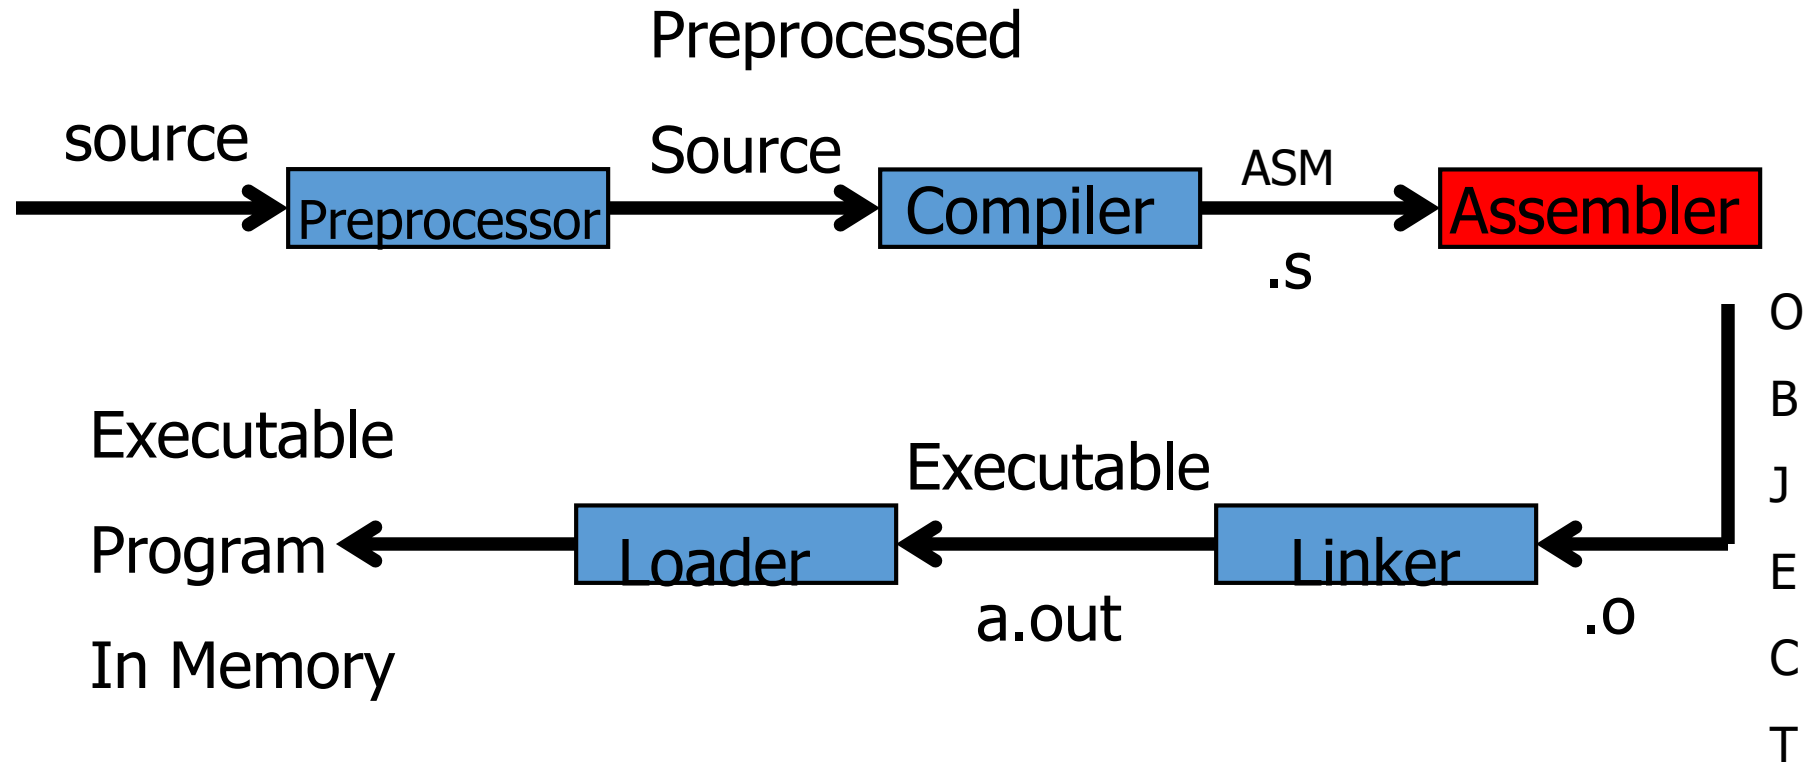 Preprocessed
source
Source
ASM
Preprocessor
Compiler
Assembler
.s
O
B
J
E
C
T
Executable
Program
In Memory
Executable
Loader
Linker
a.out
.o